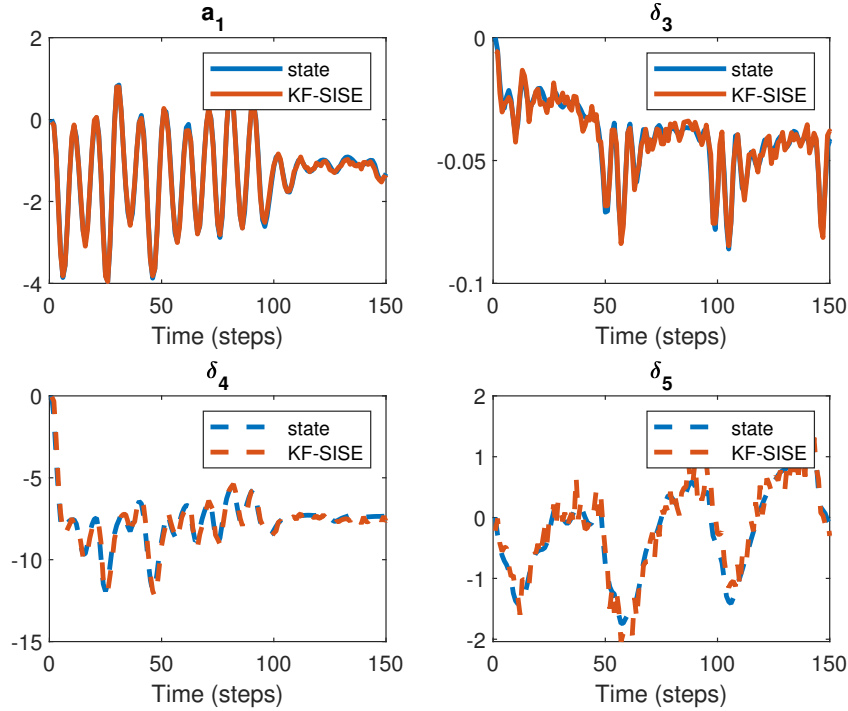 a1
2
0
-2
-4
0
50
100
150
Time (steps)
state
KF-SISE
δ3
0
-0.05
-0.1
0
50
100
150
Time (steps)
state
KF-SISE
δ4
0
-5
-10
-15
0
50
100
150
Time (steps)
state
KF-SISE
δ5
2
1
0
-1
-2
0
50
100
150
Time (steps)
state
KF-SISE